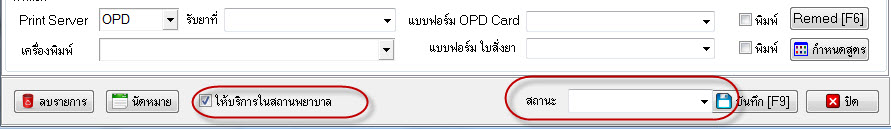 Print Server OPD รับยาที่ แบบฟอร์ม OPD Card พิมพ์ Remed [F6]
เครื่องพิมพ์ แบบฟอร์ม ใบสั่งยา พิมพ์ กำหนดสูตร
ลบรายการ นัดหมาย ให้บริการในสถานพยาบาล สถานะ บันทึก [F9] ปิด